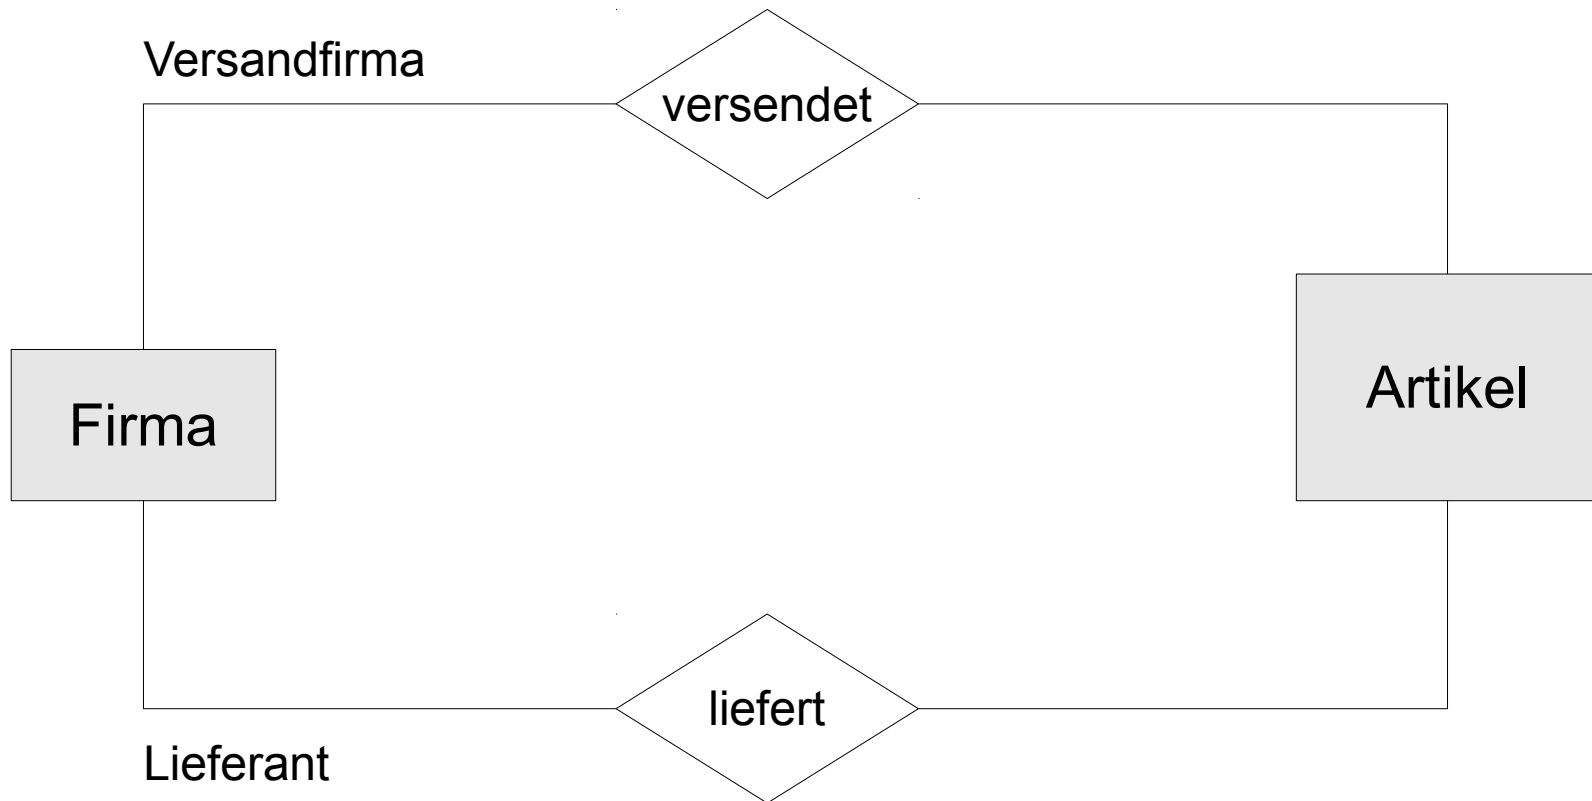 Versandfirma
versendet
Firma
Artikel
liefert
Lieferant